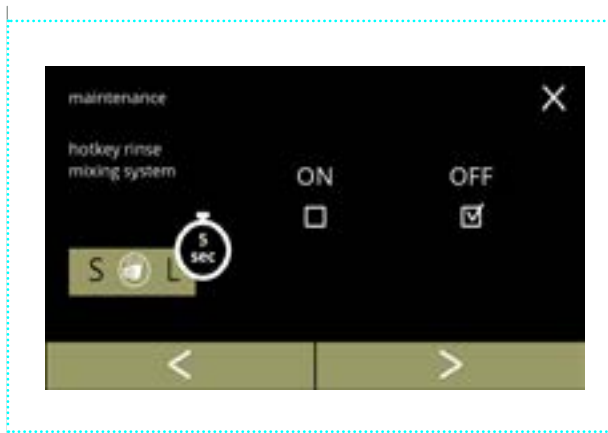 maintenance
hotkey rinse
mixing system
ON
OFF
5
sec
S L